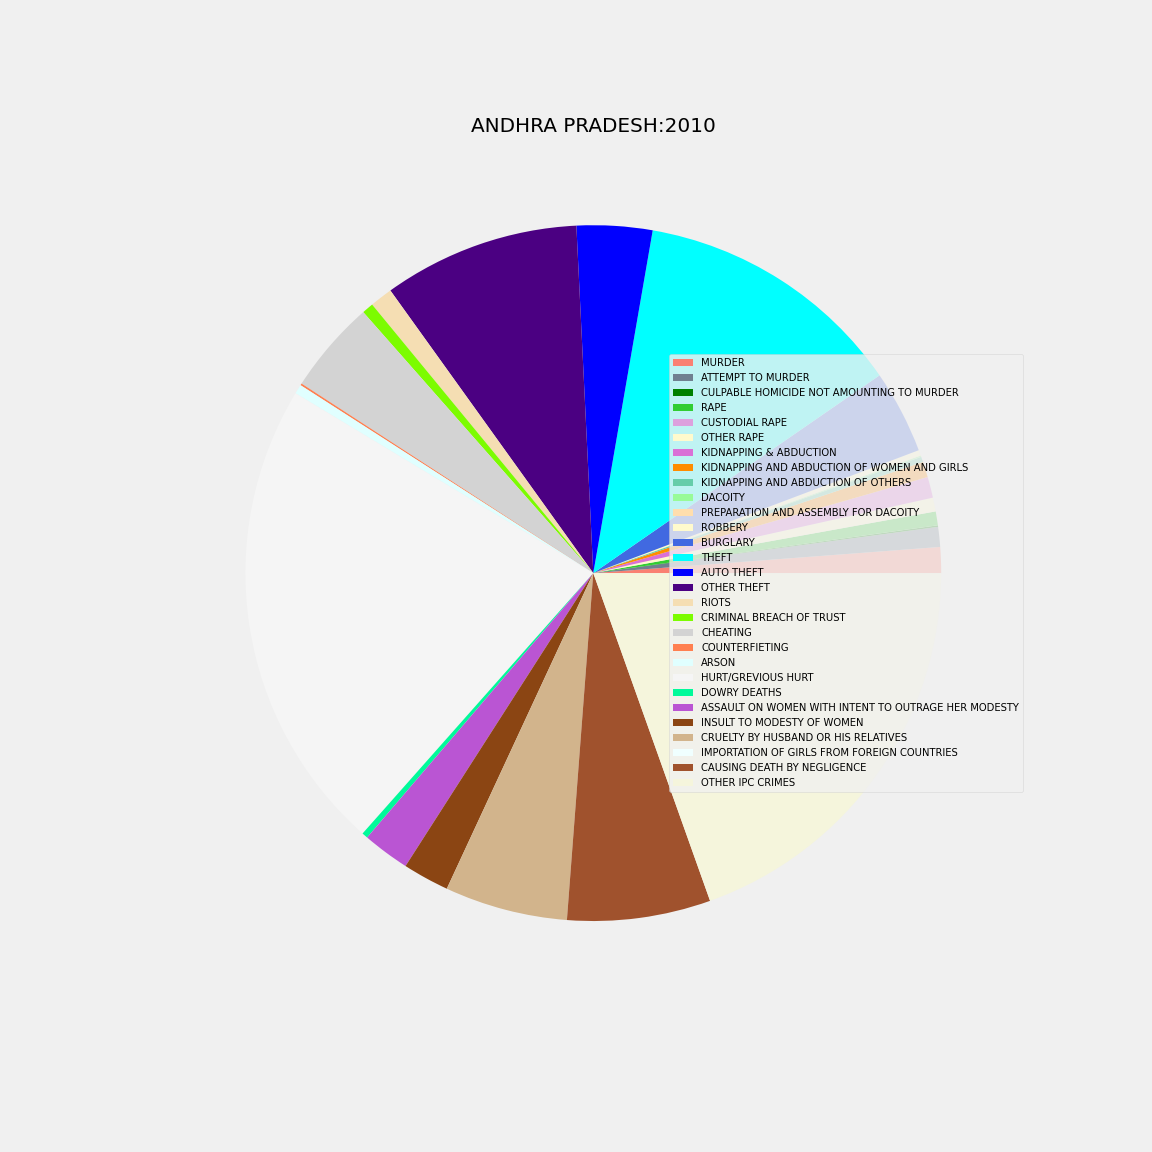 ANDHRA PRADESH:2010
MURDER
ATTEMPT TO MURDER
CULPABLE HOMICIDE NOT AMOUNTING TO MURDER
RAPE
CUSTODIAL RAPE
OTHER RAPE
KIDNAPPING & ABDUCTION
KIDNAPPING AND ABDUCTION OF WOMEN AND GIRLS
KIDNAPPING AND ABDUCTION OF OTHERS
DACOITY
PREPARATION AND ASSEMBLY FOR DACOITY
ROBBERY
BURGLARY
THEFT
AUTO THEFT
OTHER THEFT
RIOTS
CRIMINAL BREACH OF TRUST
CHEATING
COUNTERFIETING
ARSON
HURT/GREVIOUS HURT
DOWRY DEATHS
ASSAULT ON WOMEN WITH INTENT TO OUTRAGE HER MODESTY
INSULT TO MODESTY OF WOMEN
CRUELTY BY HUSBAND OR HIS RELATIVES
IMPORTATION OF GIRLS FROM FOREIGN COUNTRIES
CAUSING DEATH BY NEGLIGENCE
OTHER IPC CRIMES